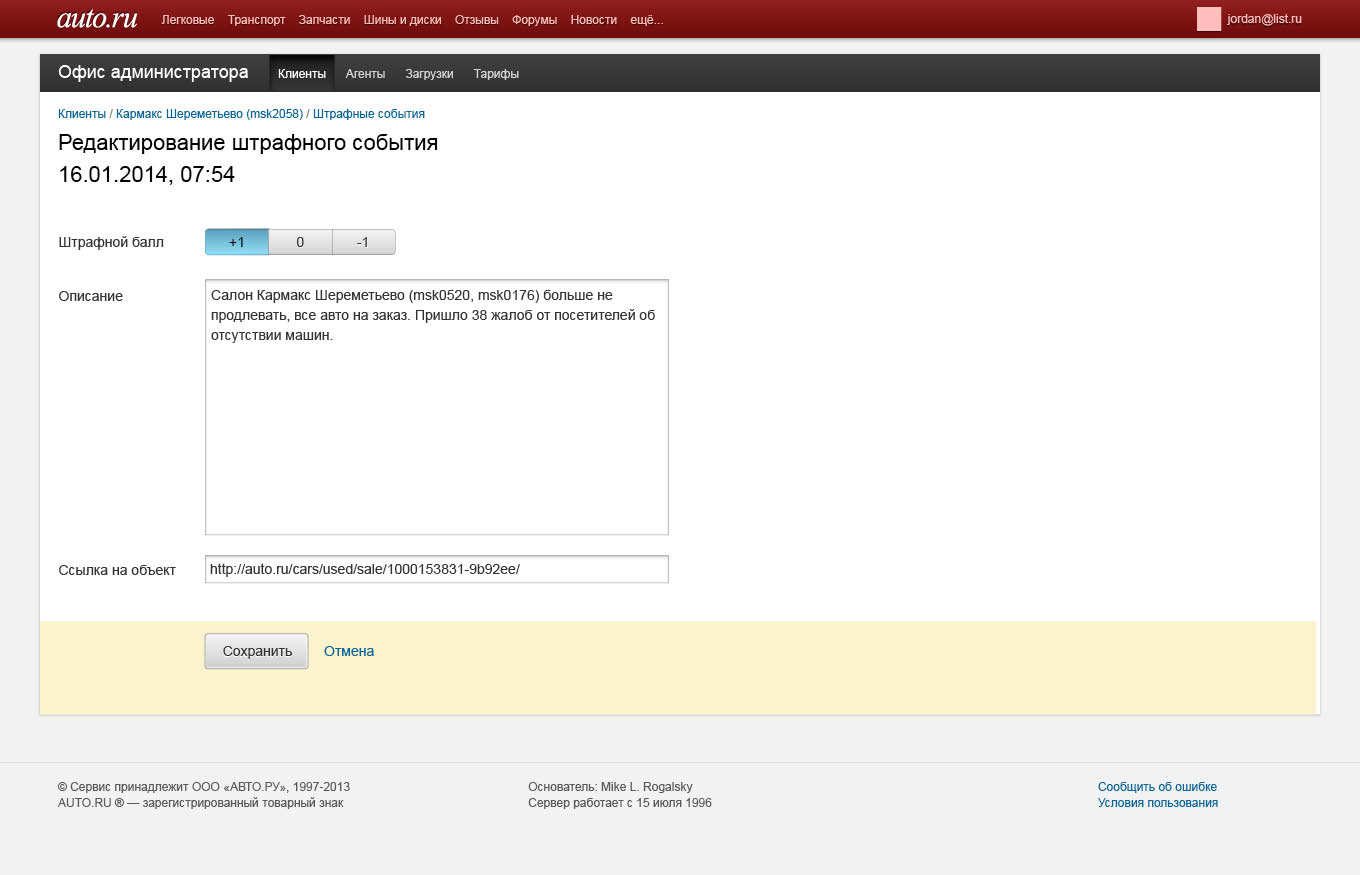 auto.ru Легковые Транспорт Запчасти Шины и диски Отзывы Форумы Новости ещё... jordan@list.ru
Офис администратора Клиенты Агенты Загрузки Тарифы
Клиенты / Кармакс Шереметьево (msk2058) / Штрафные события
Редактирование штрафного события
16.01.2014, 07:54
Штрафной балл +1 0 -1
Описание
Салон Кармакс Шереметьево (msk0520, msk0176) больше не
продлевать, все авто на заказ. Пришло 38 жалоб от посетителей об
отсутствии машин.
Ссылка на объект http://auto.ru/cars/used/sale/1000153831-9b92ee/
Сохранить Отмена
© Сервис принадлежит ООО «АВТО.РУ», 1997-2013
AUTO.RU ® — зарегистрированный товарный знак
Основатель: Mike L. Rogalsky
Сервер работает с 15 июля 1996
Сообщить об ошибке
Условия пользования